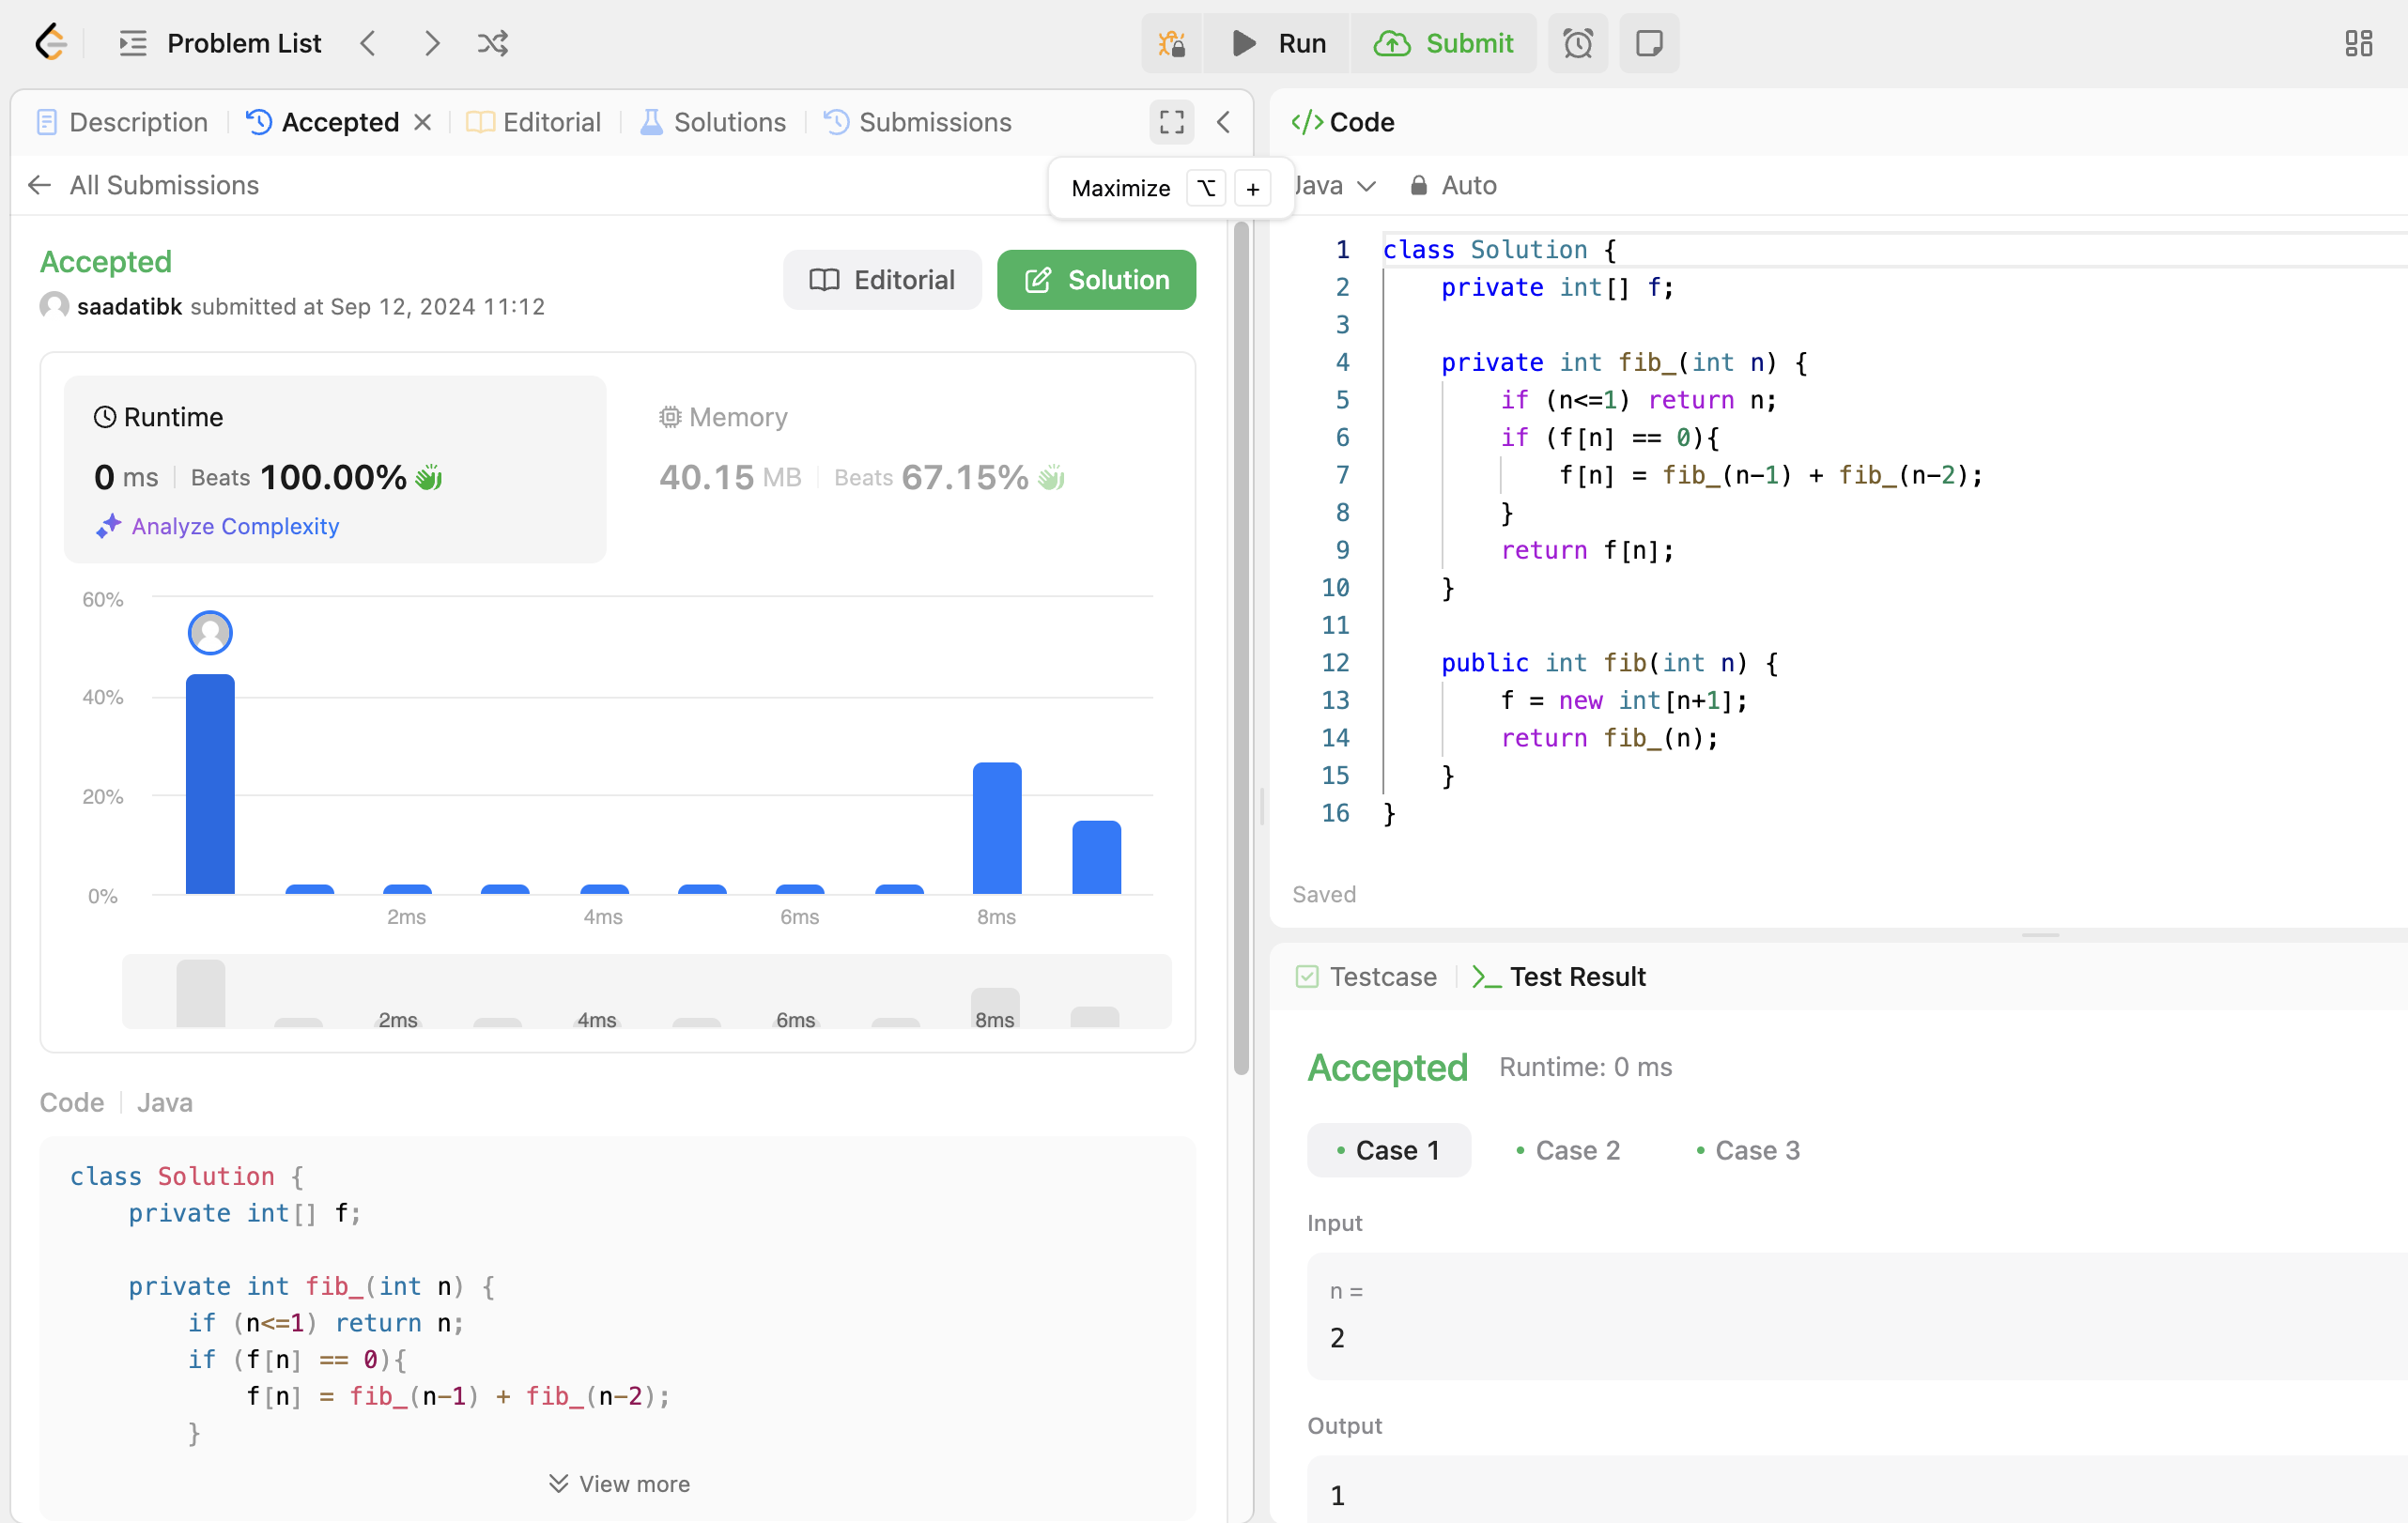 Problem List
Run
Submit
Description
Accepted
Editorial
Solutions
Submissions
All Submissions
Maximize ⌥ +
Accepted
saadatibk submitted at Sep 12, 2024 11:12
Editorial
Solution
Runtime
0 ms
Beats 100.00%
Analyze Complexity
Memory
40.15 MB
Beats 67.15%
60%
40%
20%
0%
2ms
4ms
6ms
8ms
2ms
4ms
6ms
8ms
Code
Java
class Solution {
    private int[] f;
    private int fib_(int n) {
        if (n<=1) return n;
        if (f[n] == 0){
            f[n] = fib_(n-1) + fib_(n-2);
        }
View more
</> Code
Java
Auto
1 class Solution {
2     private int[] f;
3
4     private int fib_(int n) {
5         if (n<=1) return n;
6         if (f[n] == 0){
7             f[n] = fib_(n-1) + fib_(n-2);
8         }
9         return f[n];
10     }
11
12     public int fib(int n) {
13         f = new int[n+1];
14         return fib_(n);
15     }
16 }
Saved
Testcase
>_ Test Result
Accepted
Runtime: 0 ms
• Case 1
• Case 2
• Case 3
Input
n =
2
Output
1